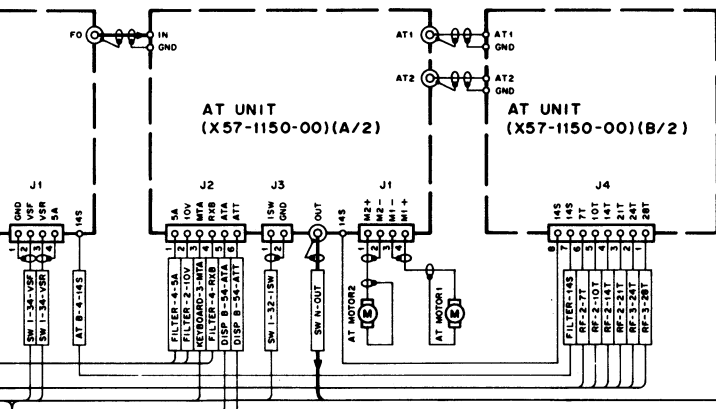 FO
IN
GND
AT1
AT2
AT1
GND
AT2
GND
AT UNIT
(X57-1150-00)(A/2)
AT UNIT
(X57-1150-00)(B/2)
J1
GND
VSF
VSR
5A
14S
1
2
3
4
J2
5A
10V
MTA
RXB
ATA
ATT
1
2
3
4
5
6
J3
1SW
GND
1
2
OUT
14S
J1
M2+
M2-
M1-
M1+
1
2
3
4
J4
14S
14S
7T
10T
14T
21T
24T
28T
8
7
6
5
4
3
2
1
SW 1-34-VSF
SW 1-34-VSR
AT B-4-14S
FILTER-4-5A
FILTER-2-10V
KEYBOARD-3-MTA
FILTER-4-RXB
DISP B-54-ATA
DISP B-54-ATT
SW 1-32-1SW
SW N-OUT
AT MOTOR2
M
AT MOTOR1
M
FILTER-14S
RF-2-7T
RF-2-10T
RF-2-14T
RF-2-21T
RF-3-24T
RF-3-28T